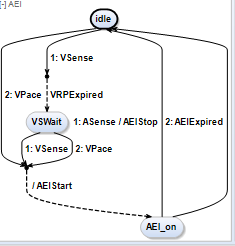 [-] AEI
idle
1: VSense
2: VPace
VRPExpired
VSWait
1: ASense / AEIStop
2: AEIExpired
1: VSense
2: VPace
/ AEIStart
AEI_on